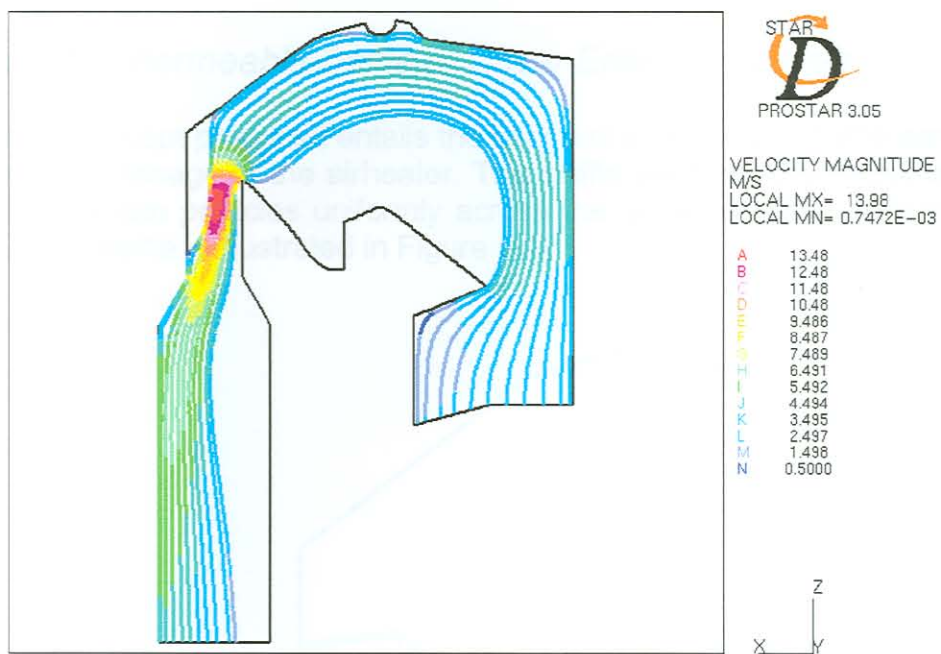 STAR
D
PROSTAR 3.05
VELOCITY MAGNITUDE
M/S
LOCAL MX= 13.98
LOCAL MN= 0.7472E-03
A 13.48
B 12.48
C 11.48
D 10.48
E 9.486
F 8.487
G 7.489
H 6.491
I 5.492
J 4.494
K 3.495
L 2.497
M 1.498
N 0.5000
Z
X Y